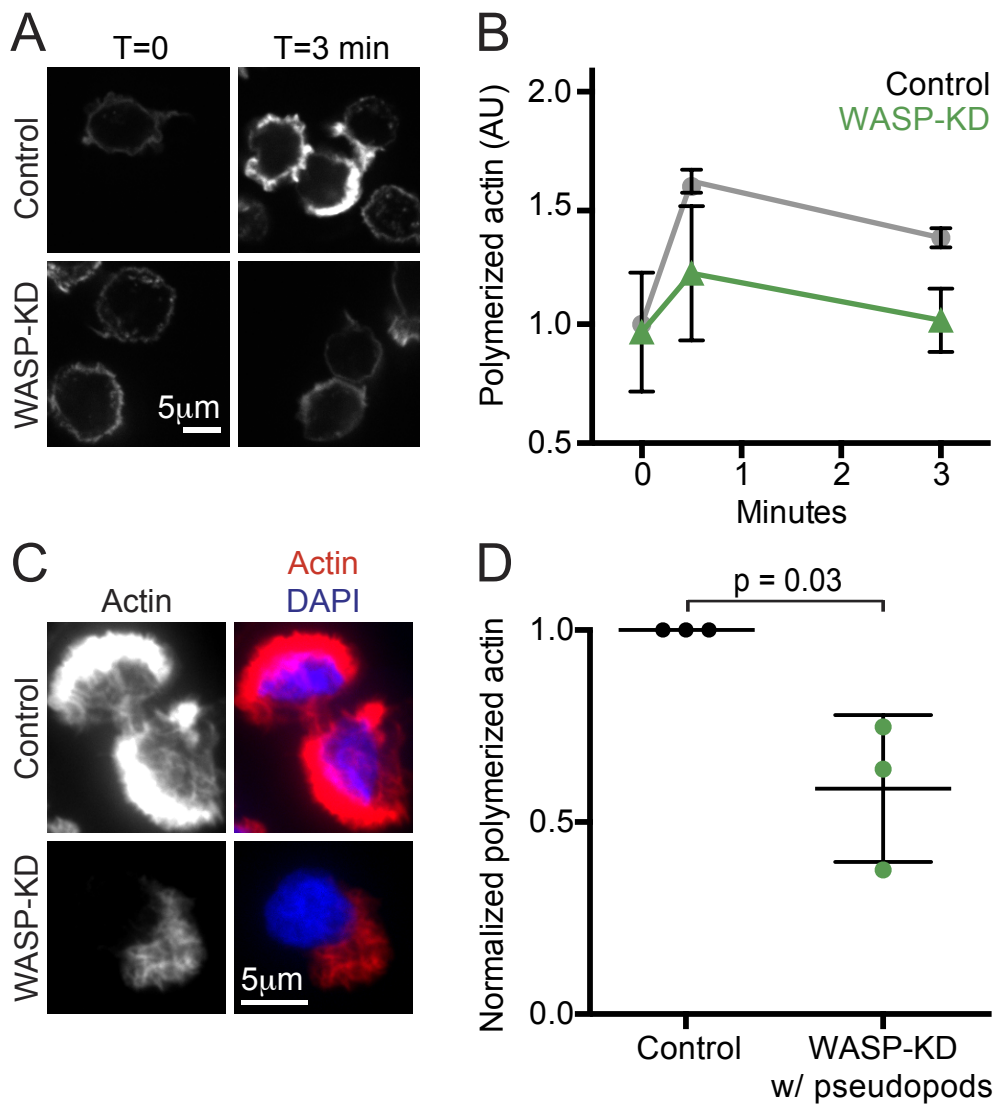 A
T=0
T=3 min
Control
WASP-KD
5μm
B
Control
WASP-KD
Polymerized actin (AU)
2.0
1.5
1.0
0.5
0
1
2
3
Minutes
C
Actin
Actin
DAPI
Control
WASP-KD
5μm
D
p = 0.03
Normalized polymerized actin
1.0
0.5
0.0
Control
WASP-KD
w/ pseudopods